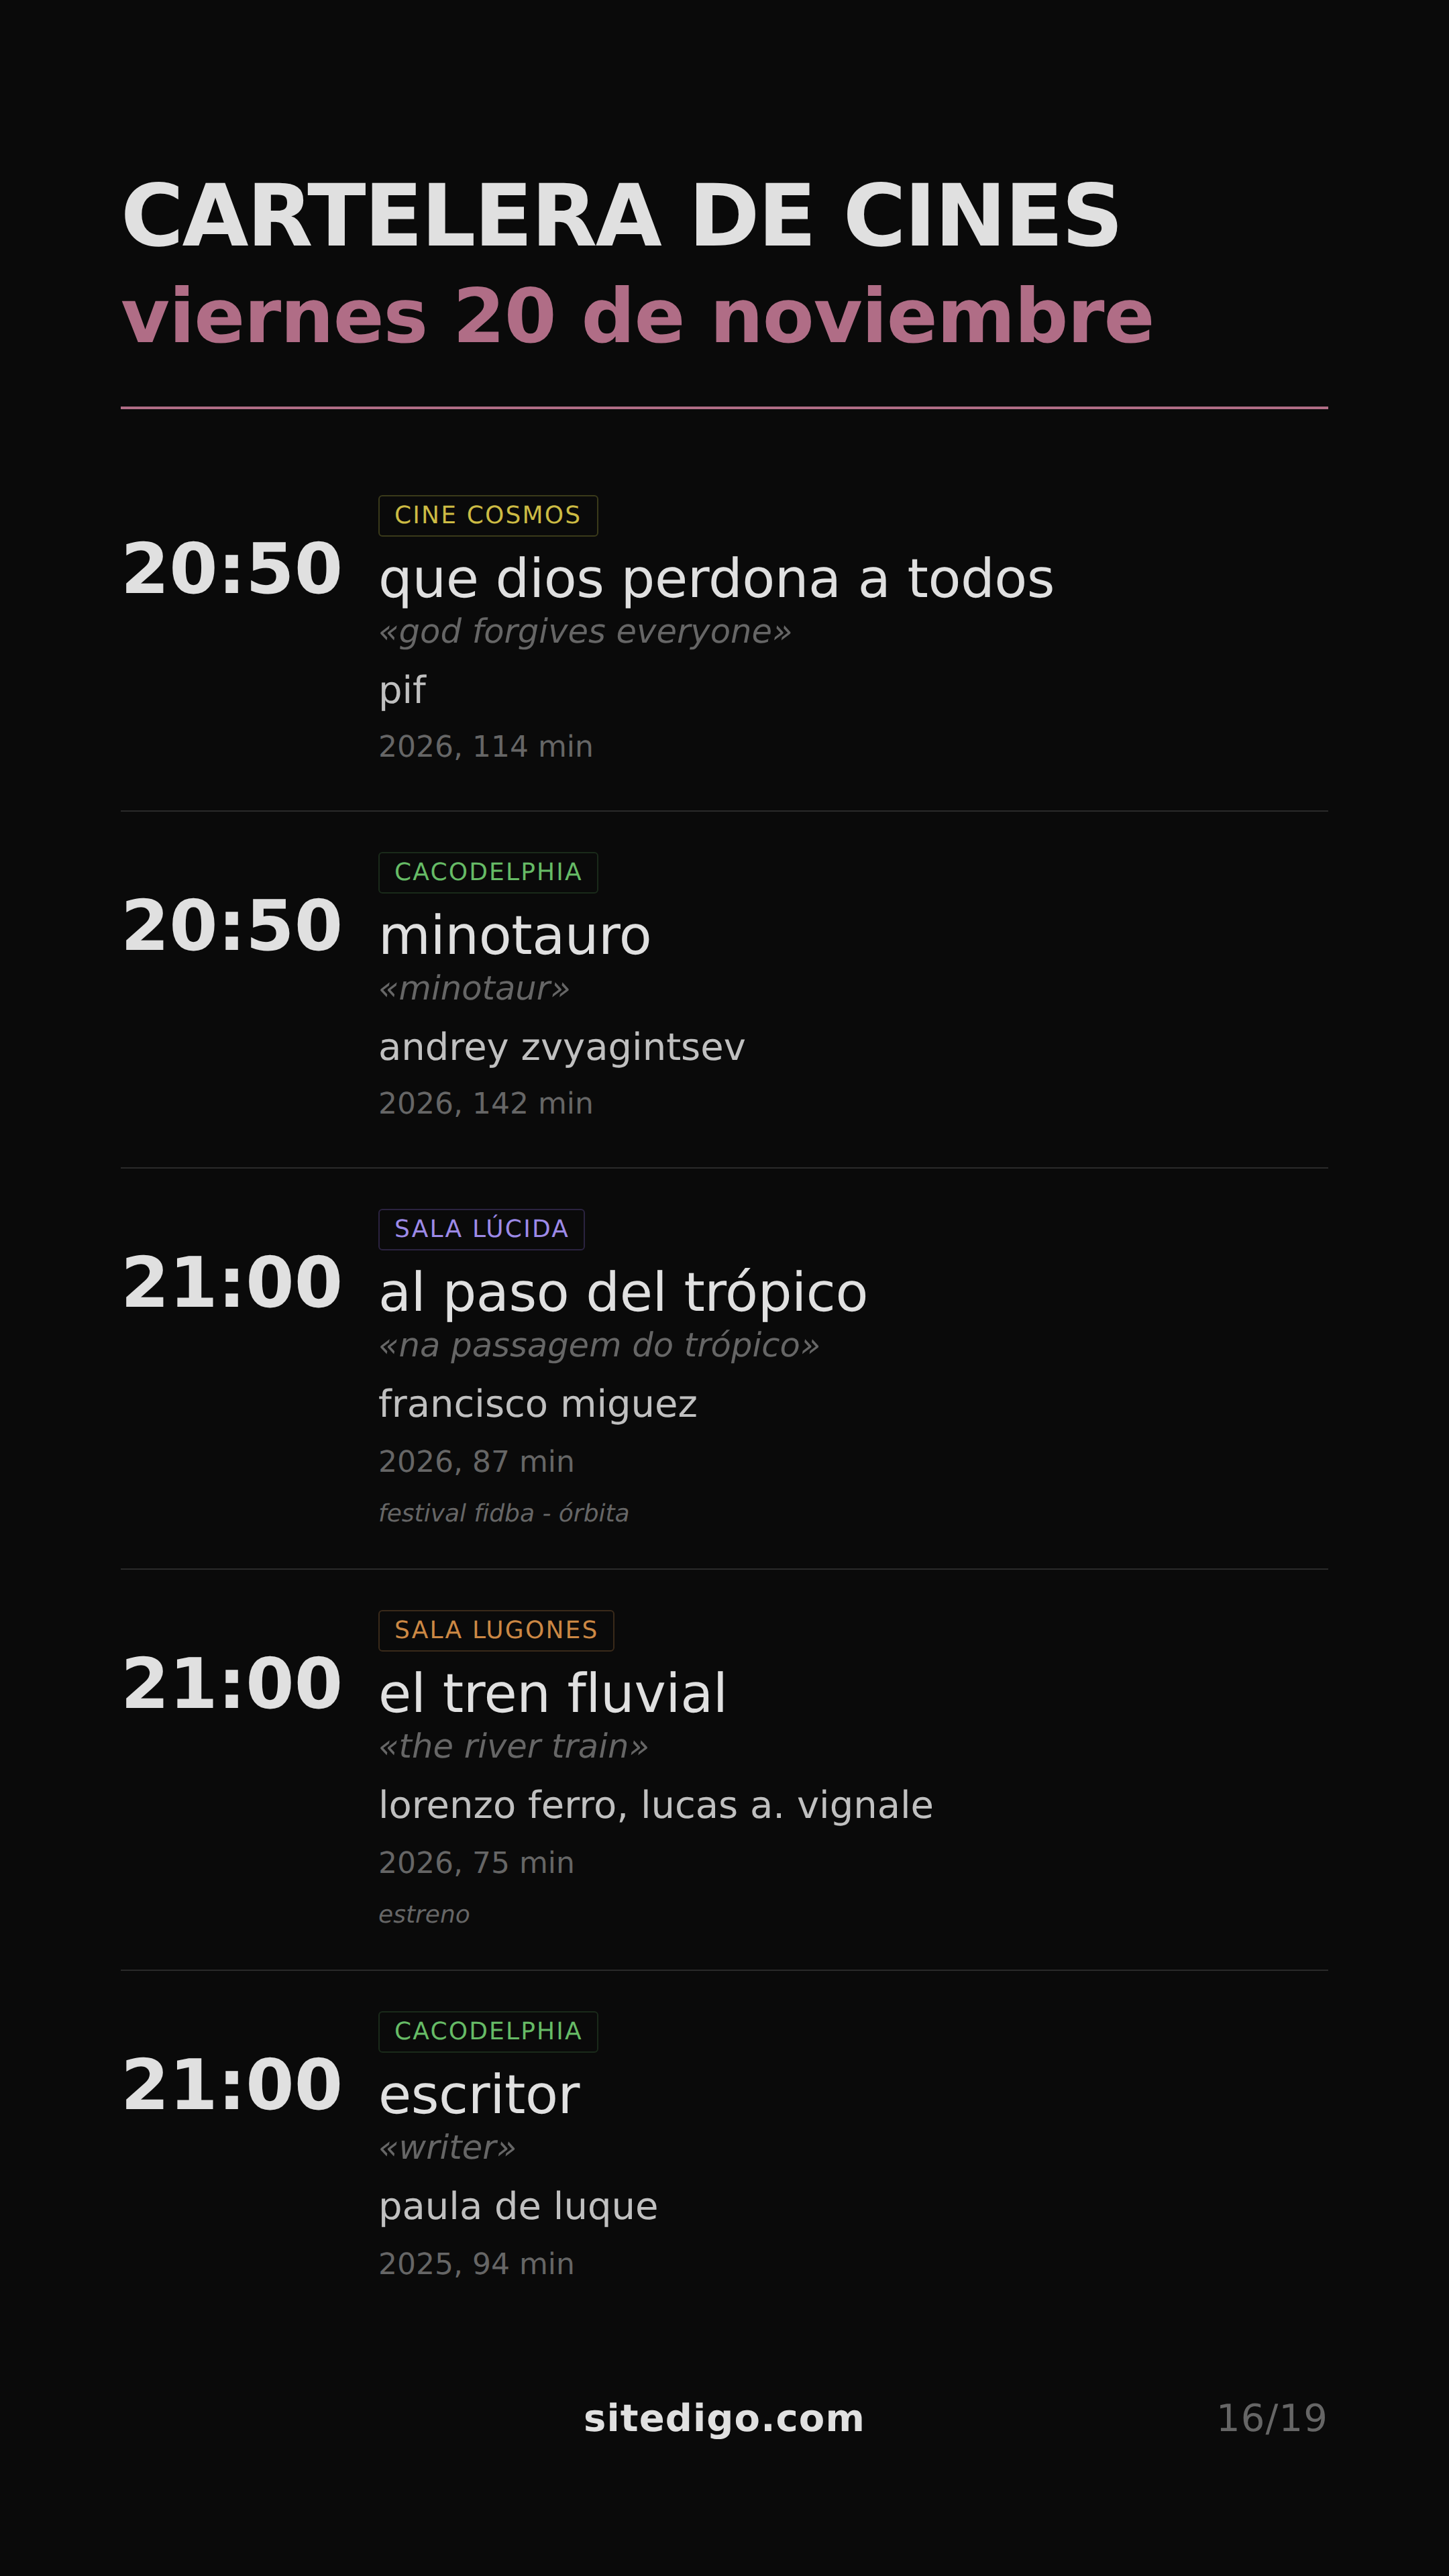 CARTELERA DE CINES
viernes 20 de noviembre
CINE COSMOS
20:50
que dios perdona a todos
«god forgives everyone»
pif
2026, 114 min
CACODELPHIA
20:50
minotauro
«minotaur»
andrey zvyagintsev
2026, 142 min
SALA LÚCIDA
21:00
al paso del trópico
«na passagem do trópico»
francisco miguez
2026, 87 min
festival fidba - órbita
SALA LUGONES
21:00
el tren fluvial
«the river train»
lorenzo ferro, lucas a. vignale
2026, 75 min
estreno
CACODELPHIA
21:00
escritor
«writer»
paula de luque
2025, 94 min
sitedigo.com
16/19